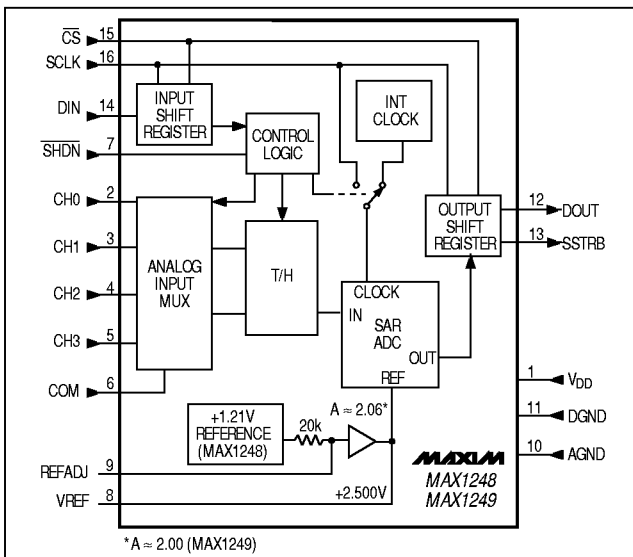 CS 15
SCLK 16
DIN 14
SHDN 7
CH0 2
CH1 3
CH2 4
CH3 5
COM 6
REFADJ 9
VREF 8
INPUT
SHIFT
REGISTER
CONTROL
LOGIC
INT
CLOCK
ANALOG
INPUT
MUX
T/H
CLOCK
IN
SAR
ADC
OUT
REF
OUTPUT
SHIFT
REGISTER
12 DOUT
13 SSTRB
1 VDD
11 DGND
10 AGND
+1.21V
REFERENCE
(MAX1248)
20k
A ≈ 2.06*
+2.500V
MAXIM
MAX1248
MAX1249
*A ≈ 2.00 (MAX1249)